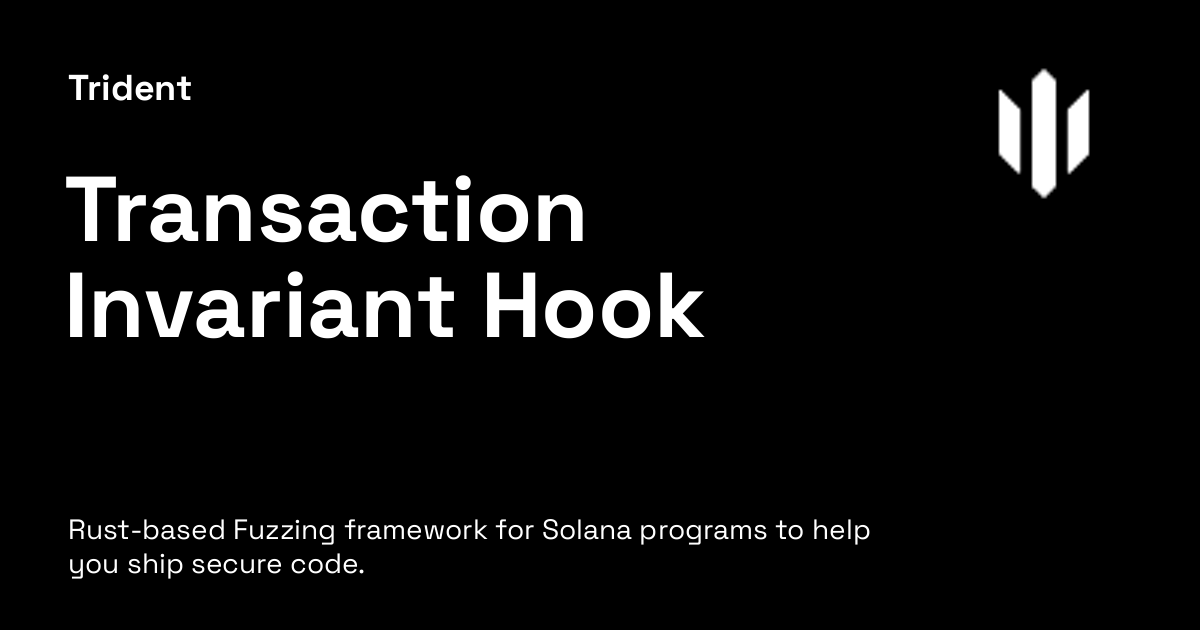 Trident
Transaction
Invariant Hook
Rust-based Fuzzing framework for Solana programs to help
you ship secure code.